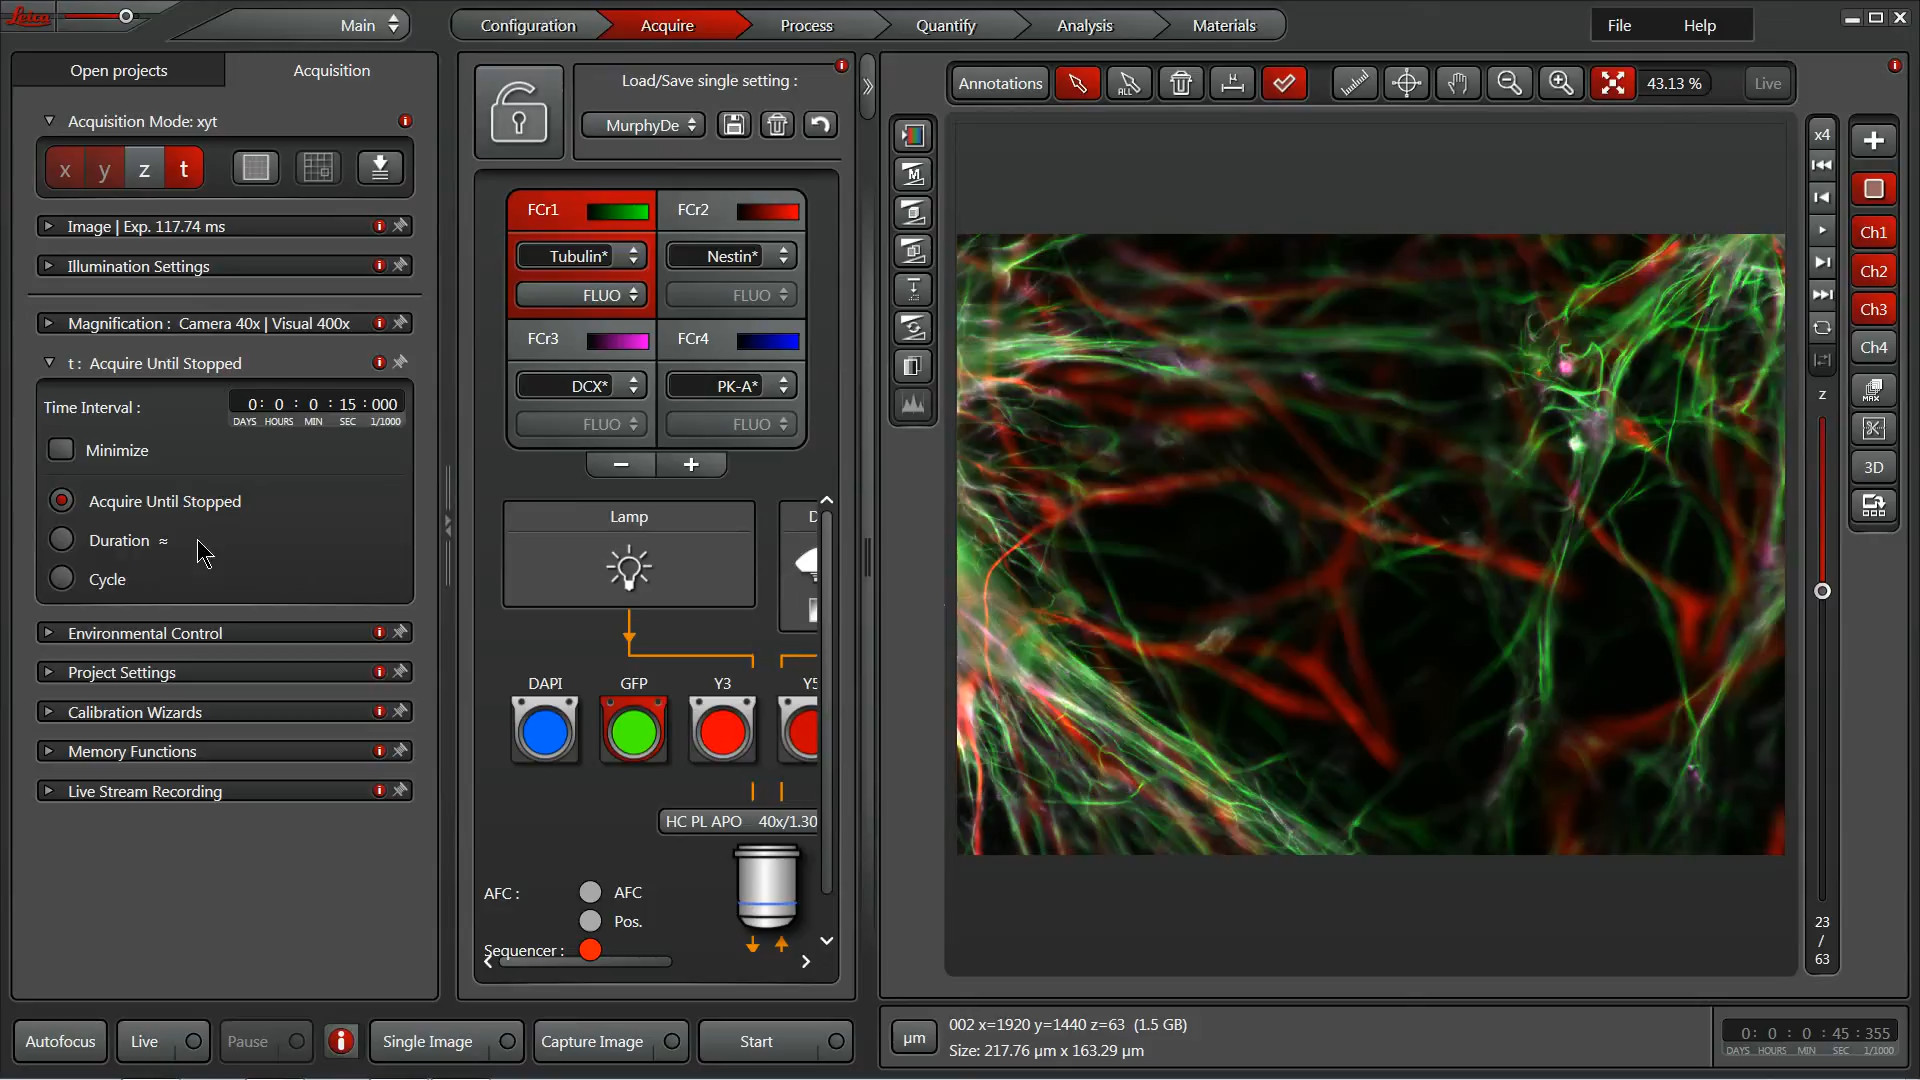 Leica
Main
Configuration
Acquire
Process
Quantify
Analysis
Materials
File
Help
Open projects
Acquisition
Acquisition Mode: xyt
x y z t
Image | Exp. 117.74 ms
Illumination Settings
Magnification : Camera 40x | Visual 400x
t : Acquire Until Stopped
Time Interval :
0 : 0 : 0 : 15 : 000
DAYS HOURS MIN SEC 1/1000
Minimize
Acquire Until Stopped
Duration ≈
Cycle
Environmental Control
Project Settings
Calibration Wizards
Memory Functions
Live Stream Recording
Load/Save single setting :
MurphyDe
FCr1
FCr2
Tubulin*
Nestin*
FLUO
FLUO
FCr3
FCr4
DCX*
PK-A*
FLUO
FLUO
Lamp
DAPI
GFP
Y3
Y5
HC PL APO 40x/1.30
AFC :
AFC
Pos.
Sequencer :
Annotations
ALL
43.13 %
Live
M
x4
Ch1
Ch2
Ch3
Ch4
MAX
3D
z
23
/
63
Autofocus
Live
Pause
Single Image
Capture Image
Start
µm
002 x=1920 y=1440 z=63 (1.5 GB)
Size: 217.76 µm x 163.29 µm
0 : 0 : 0 : 45 : 355
DAYS HOURS MIN SEC 1/1000